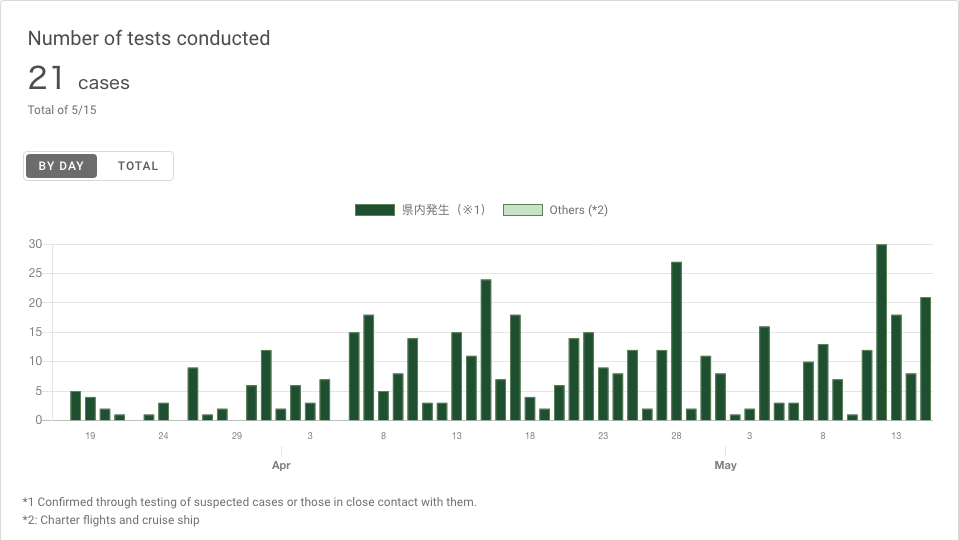 Number of tests conducted
21 cases
Total of 5/15
BY DAY TOTAL
県内発生（※1） Others (*2)
30
25
20
15
10
5
0
19 24 29 3 8 13 18 23 28 3 8 13
Apr May
*1 Confirmed through testing of suspected cases or those in close contact with them.
*2: Charter flights and cruise ship